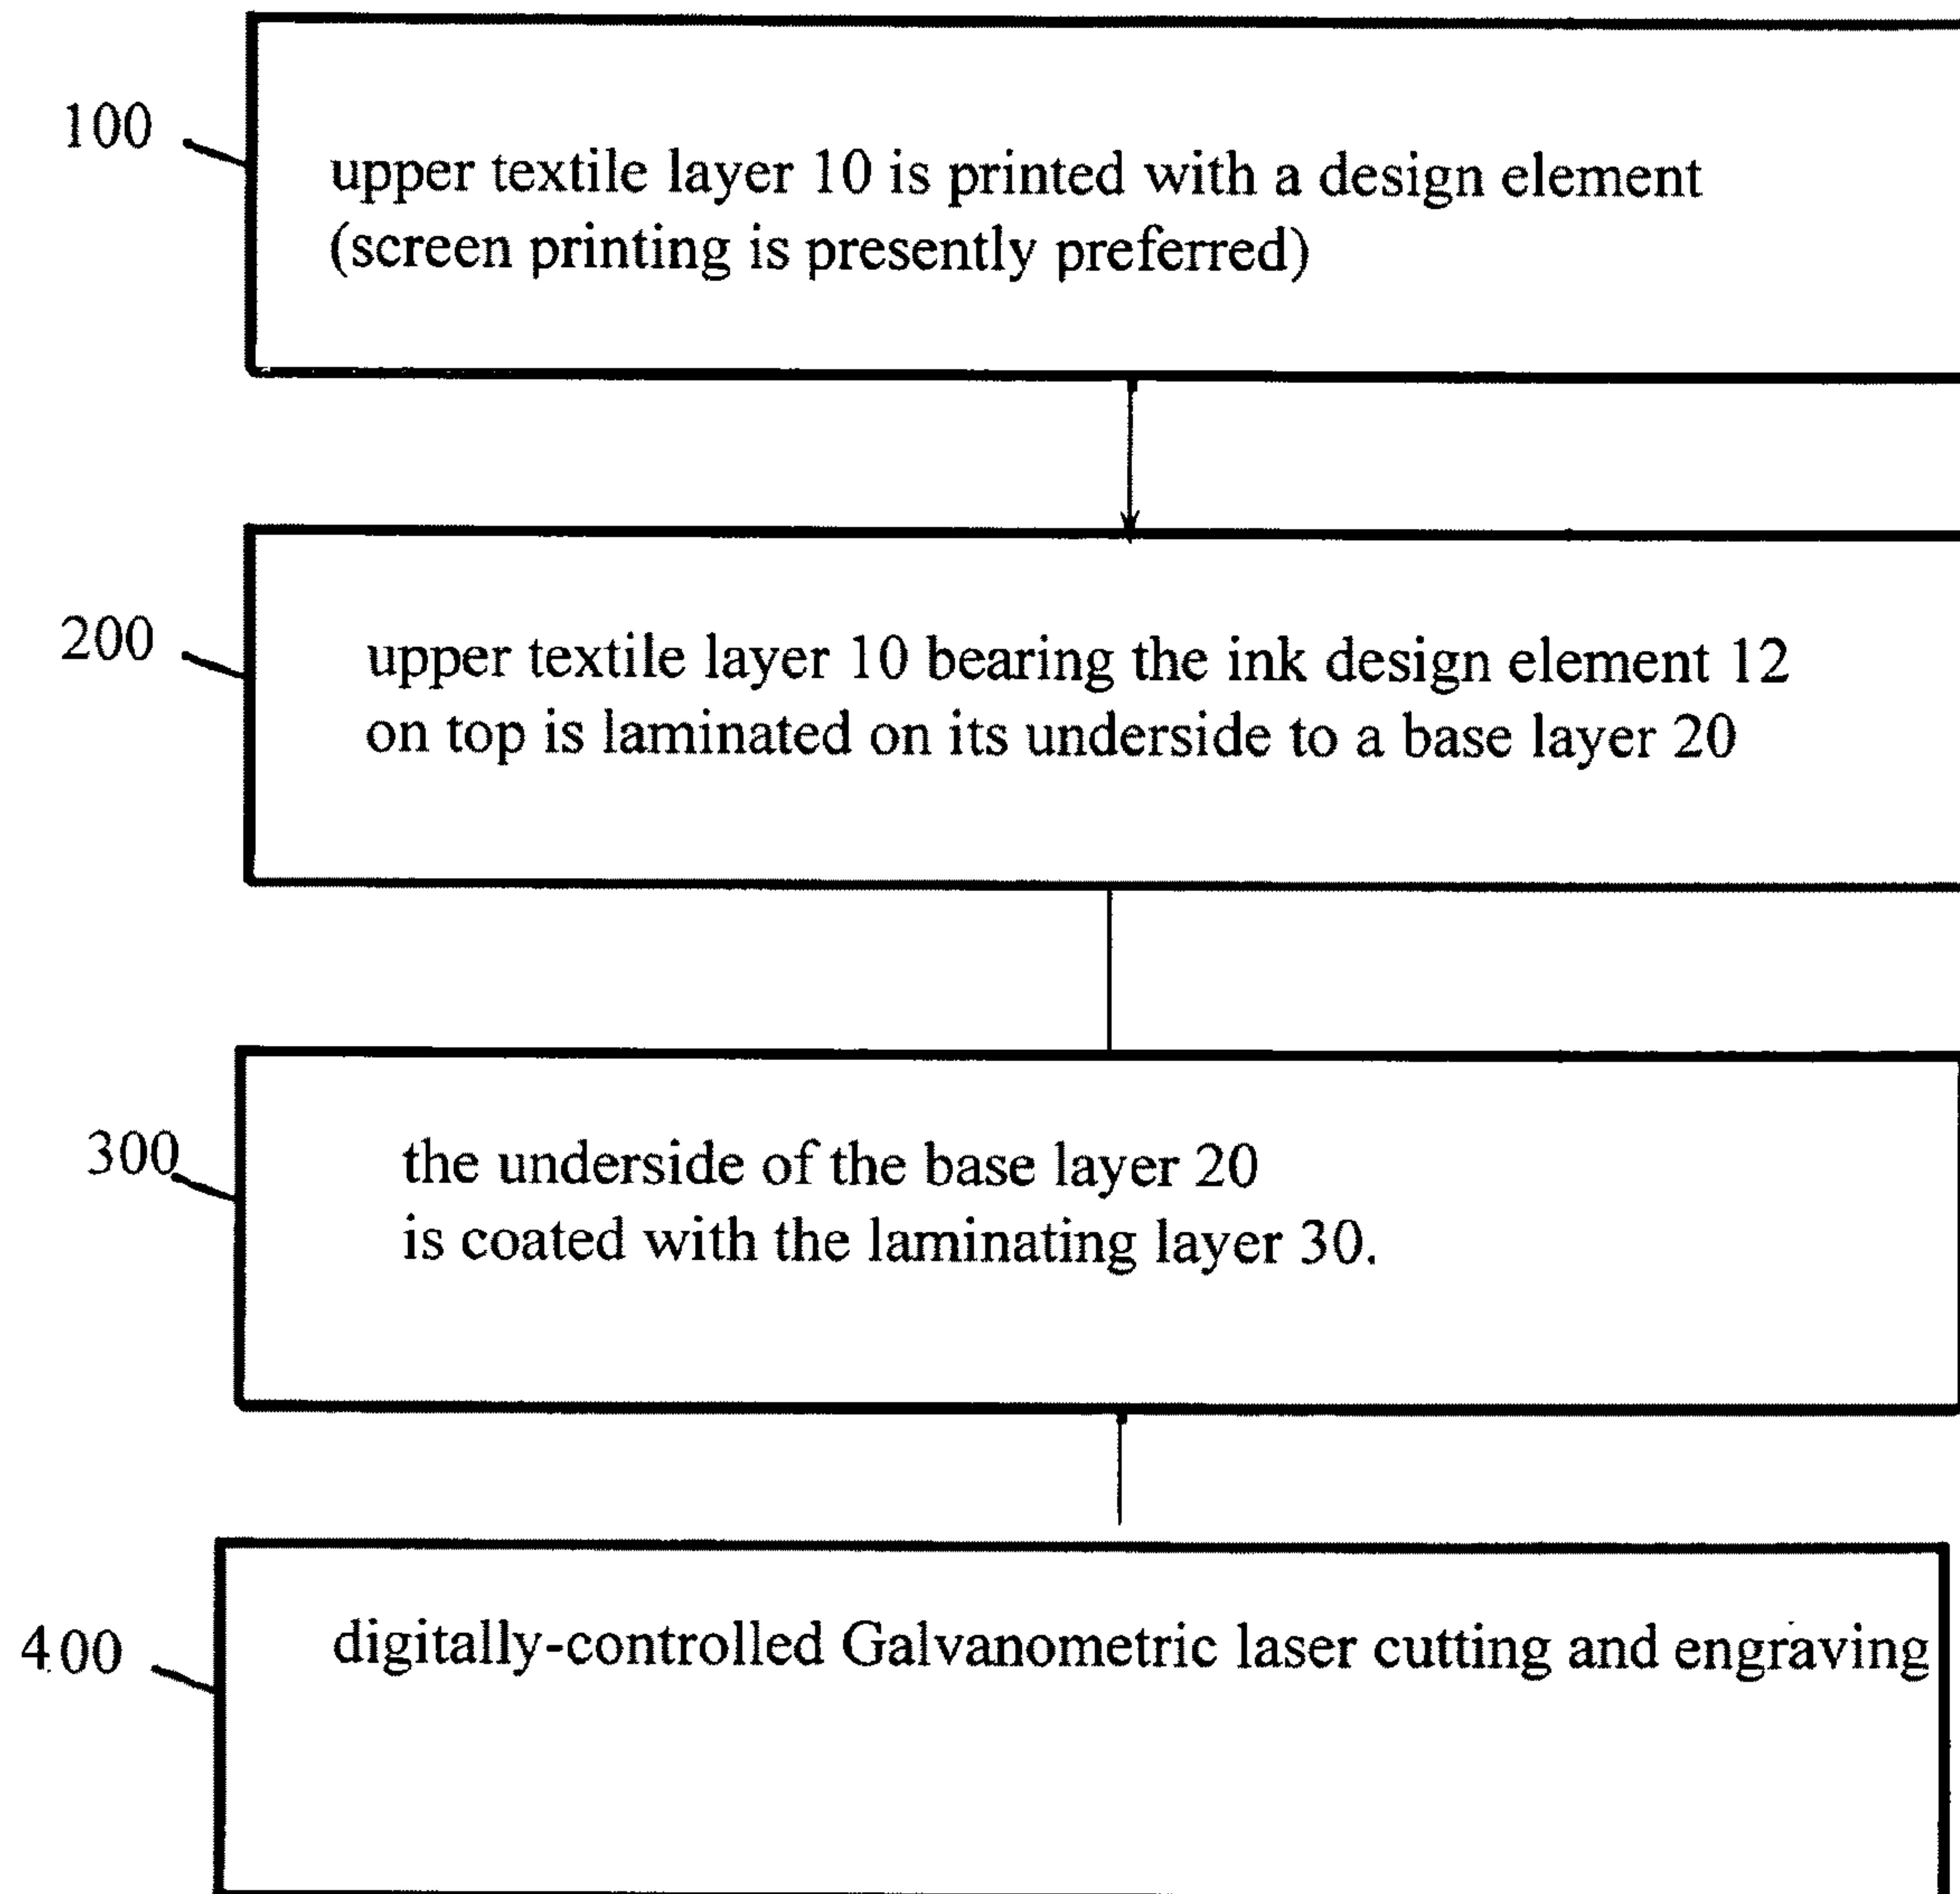 100
upper textile layer 10 is printed with a design element
(screen printing is presently preferred)
200
upper textile layer 10 bearing the ink design element 12
on top is laminated on its underside to a base layer 20
300
the underside of the base layer 20
is coated with the laminating layer 30.
400
digitally-controlled Galvanometric laser cutting and engraving